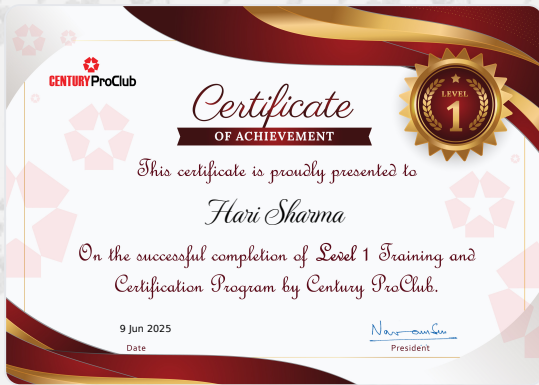 CENTURY ProClub
LEVEL
1
Certificate
OF ACHIEVEMENT
This certificate is proudly presented to
Hari Sharma
On the successful completion of Level 1 Training and
Certification Program by Century ProClub.
9 Jun 2025
Date
President